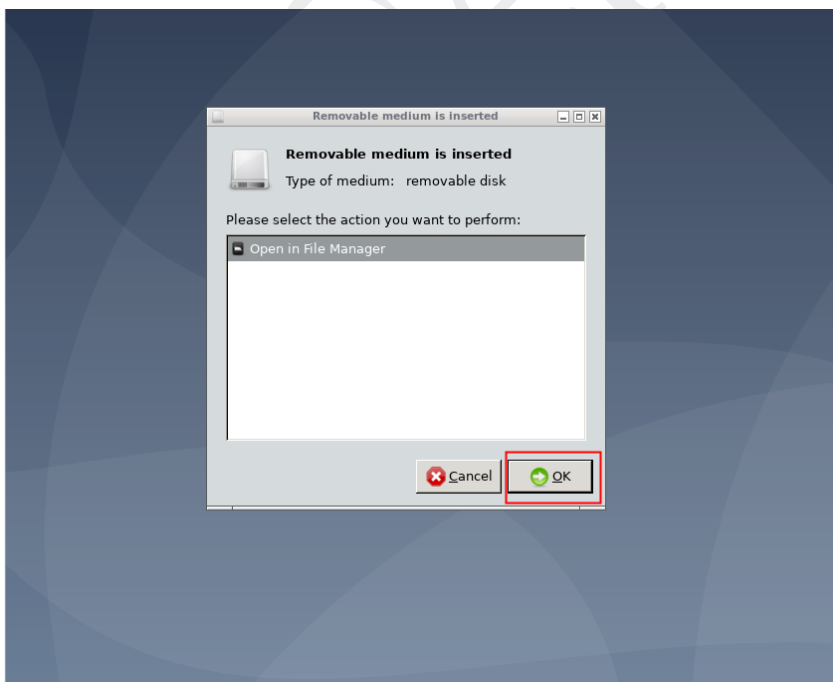 Removable medium is inserted
Removable medium is inserted
Type of medium: removable disk
Please select the action you want to perform:
Open in File Manager
Cancel OK